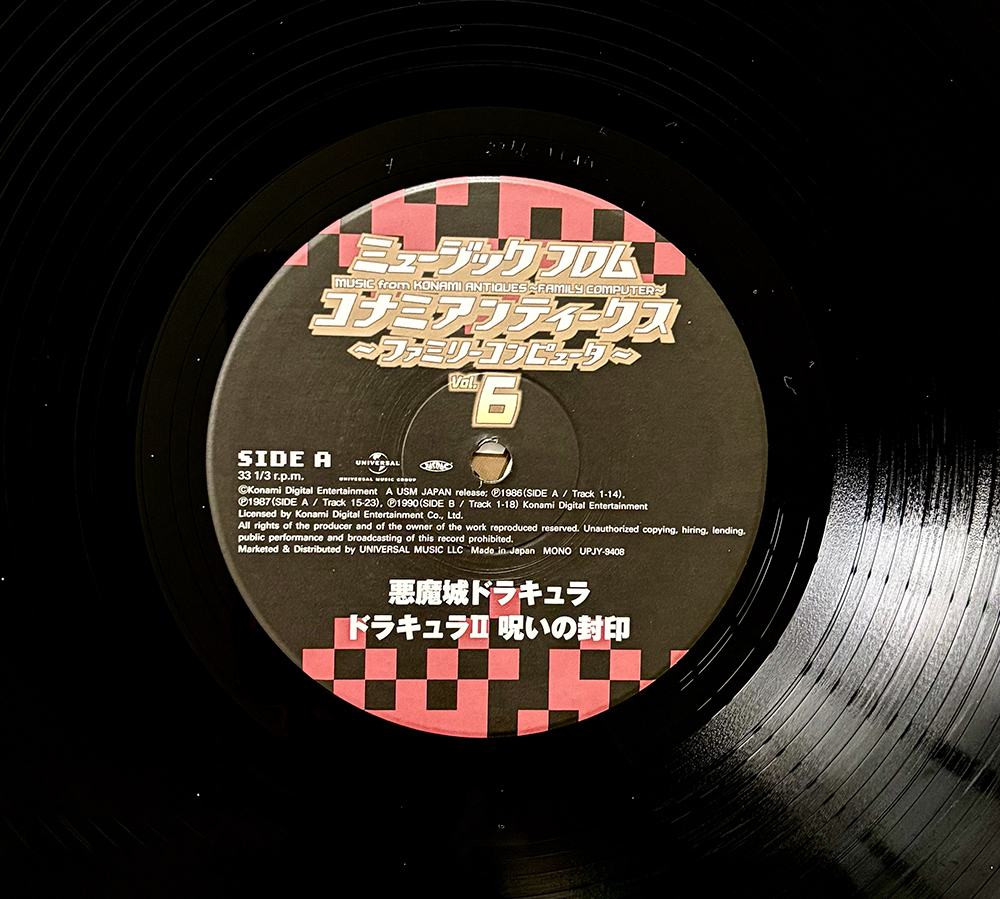 ミュージック フロム
MUSIC from KONAMI ANTIQUES ~FAMILY COMPUTER~
コナミアンティークス
~ファミリーコンピュータ~
Vol. 6
SIDE A
UNIVERSAL
UNIVERSAL MUSIC GROUP
33 1/3 r.p.m.
©Konami Digital Entertainment A USM JAPAN release; ℗1986(SIDE A / Track 1-14),
℗1987(SIDE A / Track 15-23), ℗1990(SIDE B / Track 1-18) Konami Digital Entertainment
Licensed by Konami Digital Entertainment Co., Ltd.
All rights of the producer and of the owner of the work reproduced reserved. Unauthorized copying, hiring, lending,
public performance and broadcasting of this record prohibited.
Marketed & Distributed by UNIVERSAL MUSIC LLC Made in Japan MONO UPJY-9408
悪魔城ドラキュラ
ドラキュラII 呪いの封印